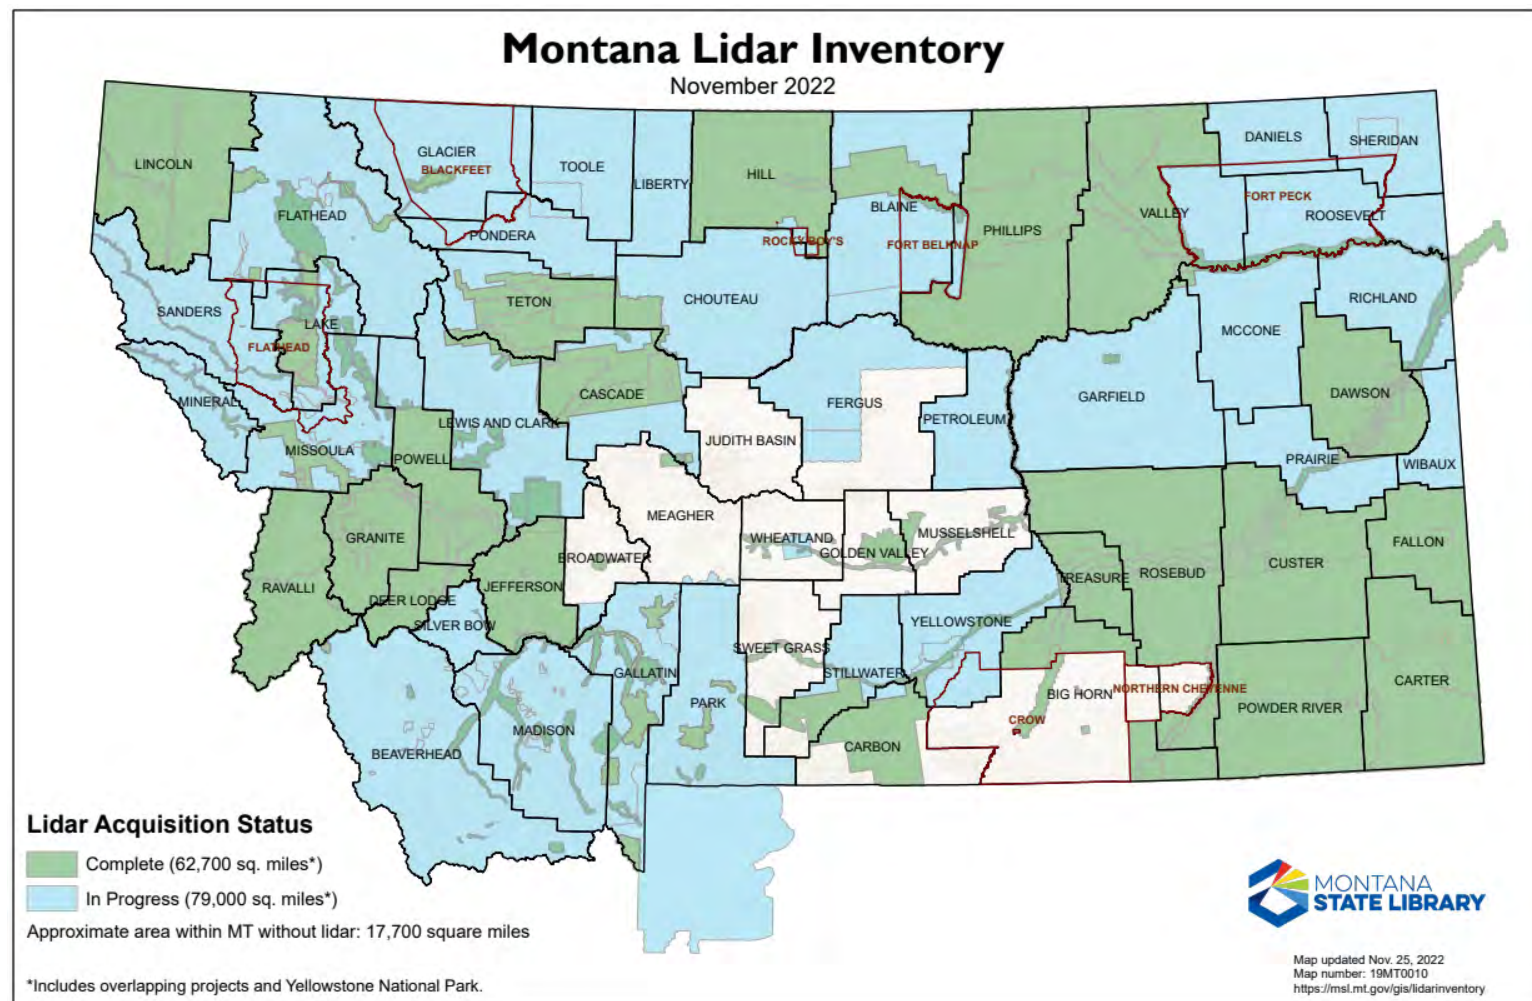 Montana Lidar Inventory
November 2022
LINCOLN
GLACIER
BLACKFEET
TOOLE
LIBERTY
HILL
DANIELS
SHERIDAN
FLATHEAD
PONDERA
ROCKY BOY'S
BLAINE
FORT BELKNAP
PHILLIPS
VALLEY
FORT PECK
ROOSEVELT
SANDERS
LAKE
FLATHEAD
TETON
CHOUTEAU
MCCONE
RICHLAND
MINERAL
MISSOULA
POWELL
LEWIS AND CLARK
CASCADE
JUDITH BASIN
FERGUS
PETROLEUM
GARFIELD
DAWSON
PRAIRIE
WIBAUX
RAVALLI
GRANITE
DEER LODGE
SILVER BOW
JEFFERSON
BROADWATER
MEAGHER
WHEATLAND
GOLDEN VALLEY
MUSSELSHELL
TREASURE
ROSEBUD
CUSTER
FALLON
BEAVERHEAD
MADISON
GALLATIN
PARK
SWEET GRASS
STILLWATER
YELLOWSTONE
CARBON
CROW
BIG HORN
NORTHERN CHEYENNE
POWDER RIVER
CARTER
Lidar Acquisition Status
Complete (62,700 sq. miles*)
In Progress (79,000 sq. miles*)
Approximate area within MT without lidar: 17,700 square miles
*Includes overlapping projects and Yellowstone National Park.
MONTANA
STATE LIBRARY
Map updated Nov. 25, 2022
Map number: 19MT0010
https://msl.mt.gov/gis/lidarinventory